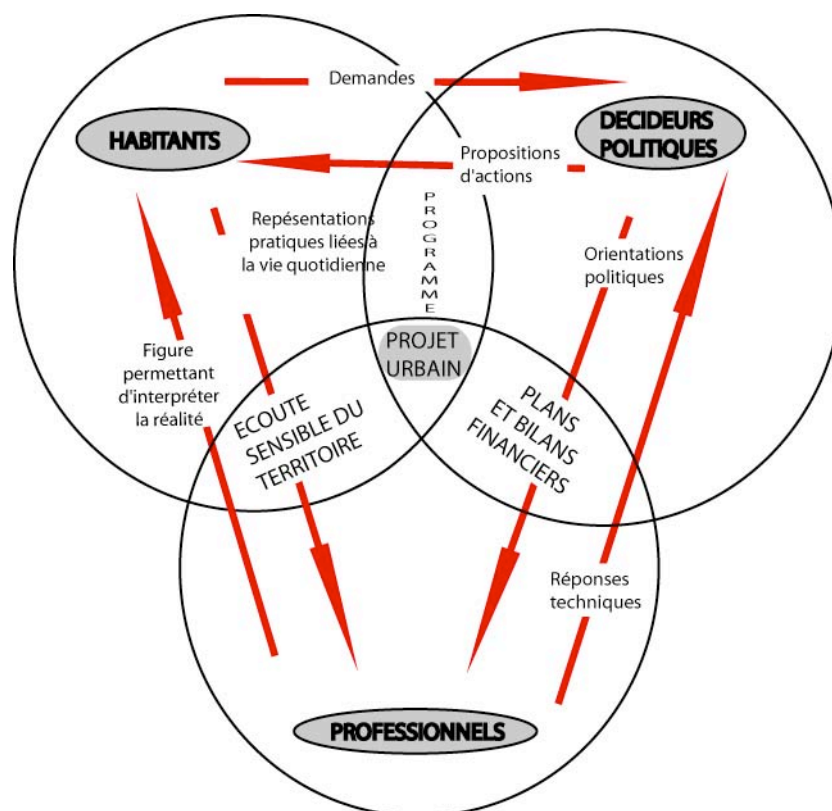 Demandes
HABITANTS
DECIDEURS
POLITIQUES
Propositions
d'actions
PROGRAMME
Repésentations
pratiques liées à
la vie quotidienne
Orientations
politiques
PROJET
URBAIN
Figure
permettant
d'interpréter
la réalité
ECOUTE
SENSIBLE DU
TERRITOIRE
PLANS
ET BILANS
FINANCIERS
Réponses
techniques
PROFESSIONNELS